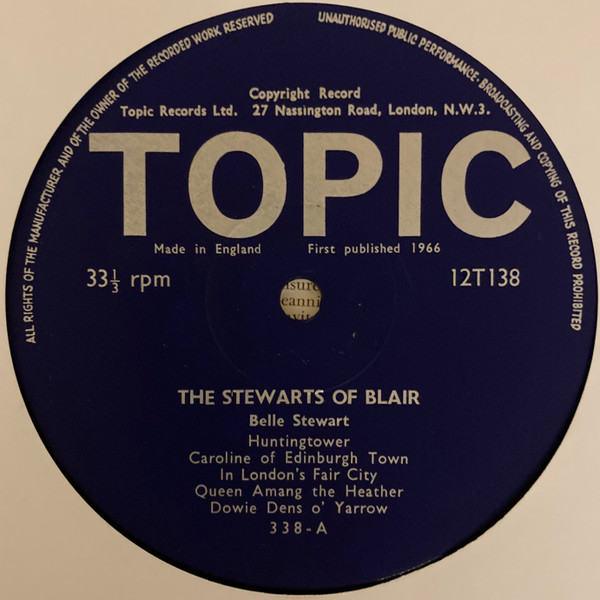 ALL RIGHTS OF THE MANUFACTURER AND OF THE OWNER OF THE RECORDED WORK RESERVED
UNAUTHORISED PUBLIC PERFORMANCE · BROADCASTING AND COPYING OF THIS RECORD PROHIBITED
Copyright Record
Topic Records Ltd. 27 Nassington Road, London, N.W.3.
TOPIC
Made in England First published 1966
33⅓ rpm
12T138
THE STEWARTS OF BLAIR
Belle Stewart
Huntingtower
Caroline of Edinburgh Town
In London's Fair City
Queen Amang the Heather
Dowie Dens o' Yarrow
338-A